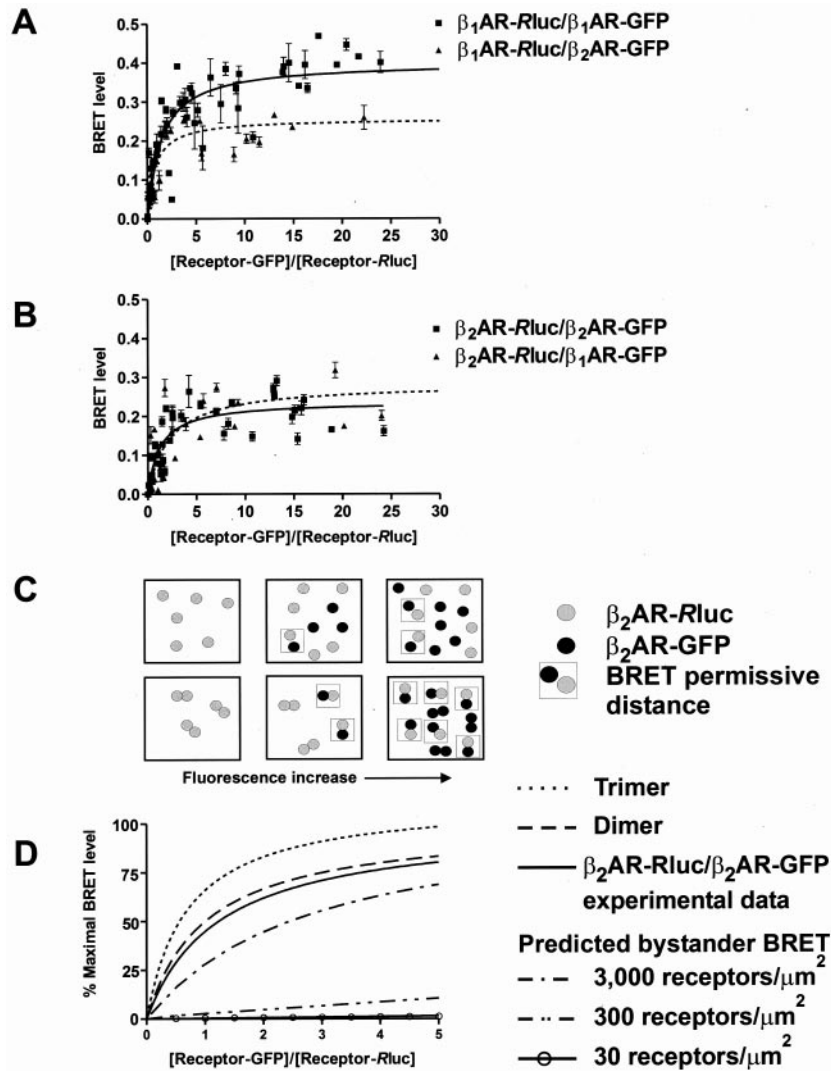 A
BRET level
0.5
0.4
0.3
0.2
0.1
0.0
0 5 10 15 20 25 30
[Receptor-GFP]/[Receptor-Rluc]
β₁AR-Rluc/β₁AR-GFP
β₁AR-Rluc/β₂AR-GFP
B
BRET level
0.5
0.4
0.3
0.2
0.1
0.0
0 5 10 15 20 25 30
[Receptor-GFP]/[Receptor-Rluc]
β₂AR-Rluc/β₂AR-GFP
β₂AR-Rluc/β₁AR-GFP
C
Fluorescence increase
β₂AR-Rluc
β₂AR-GFP
BRET permissive
distance
D
% Maximal BRET level
100
75
50
25
0
0 1 2 3 4 5
[Receptor-GFP]/[Receptor-Rluc]
Trimer
Dimer
β₂AR-Rluc/β₂AR-GFP
experimental data
Predicted bystander BRET
3,000 receptors/μm²
300 receptors/μm²
30 receptors/μm²